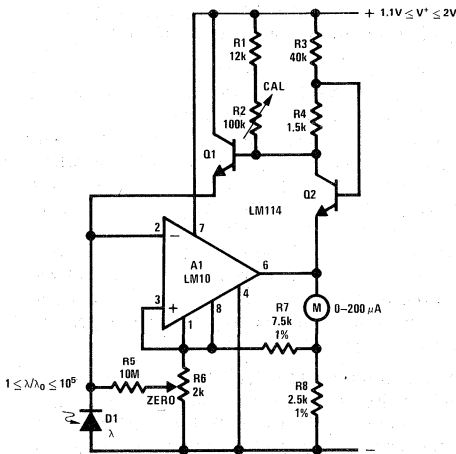 + 1.1V ≤ V⁺ ≤ 2V
R1
12k
R3
40k
CAL
R2
100k
R4
1.5k
Q1
Q2
LM114
2
7
A1
LM10
6
3
1
8
4
M
0–200 μA
R7
7.5k
1%
R5
10M
R6
2k
ZERO
1 ≤ λ/λ₀ ≤ 10⁵
D1
λ
R8
2.5k
1%